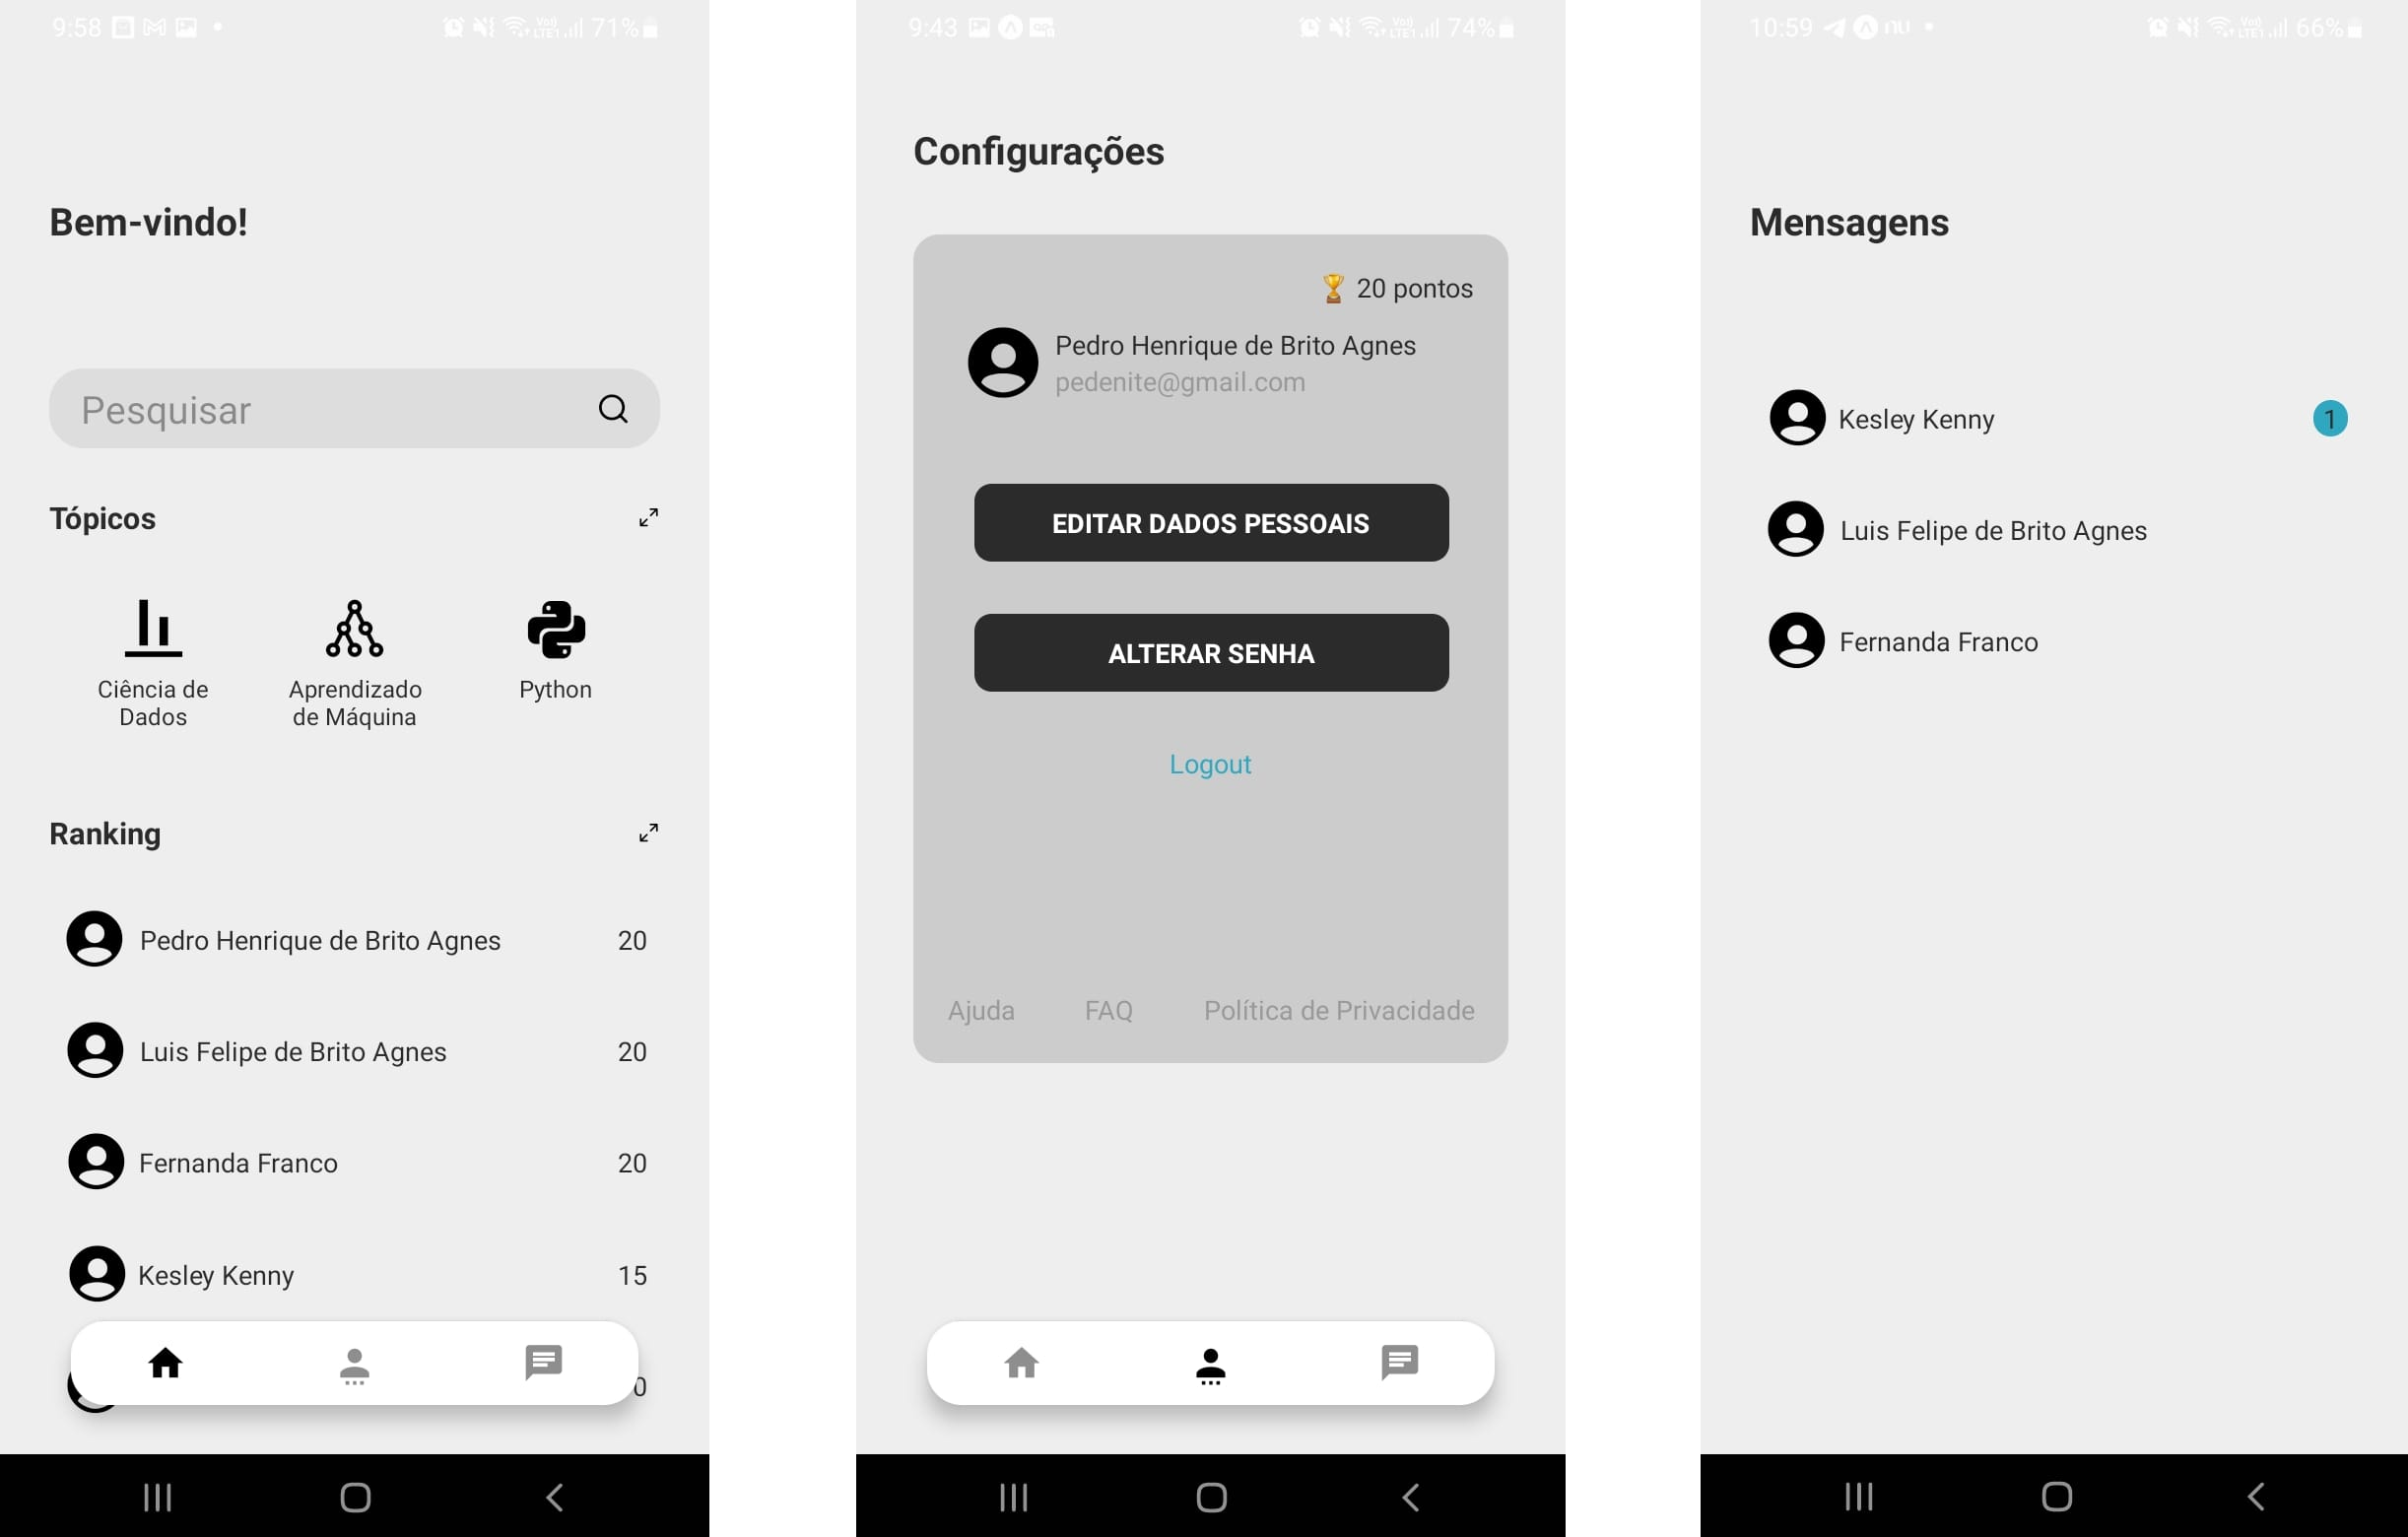 9:58
71%
Bem-vindo!
Pesquisar
Tópicos
Ciência de
Dados
Aprendizado
de Máquina
Python
Ranking
Pedro Henrique de Brito Agnes 20
Luis Felipe de Brito Agnes 20
Fernanda Franco 20
Kesley Kenny 15
0
9:43
74%
Configurações
20 pontos
Pedro Henrique de Brito Agnes
pedenite@gmail.com
EDITAR DADOS PESSOAIS
ALTERAR SENHA
Logout
Ajuda FAQ Política de Privacidade
10:59 nu
66%
Mensagens
Kesley Kenny 1
Luis Felipe de Brito Agnes
Fernanda Franco